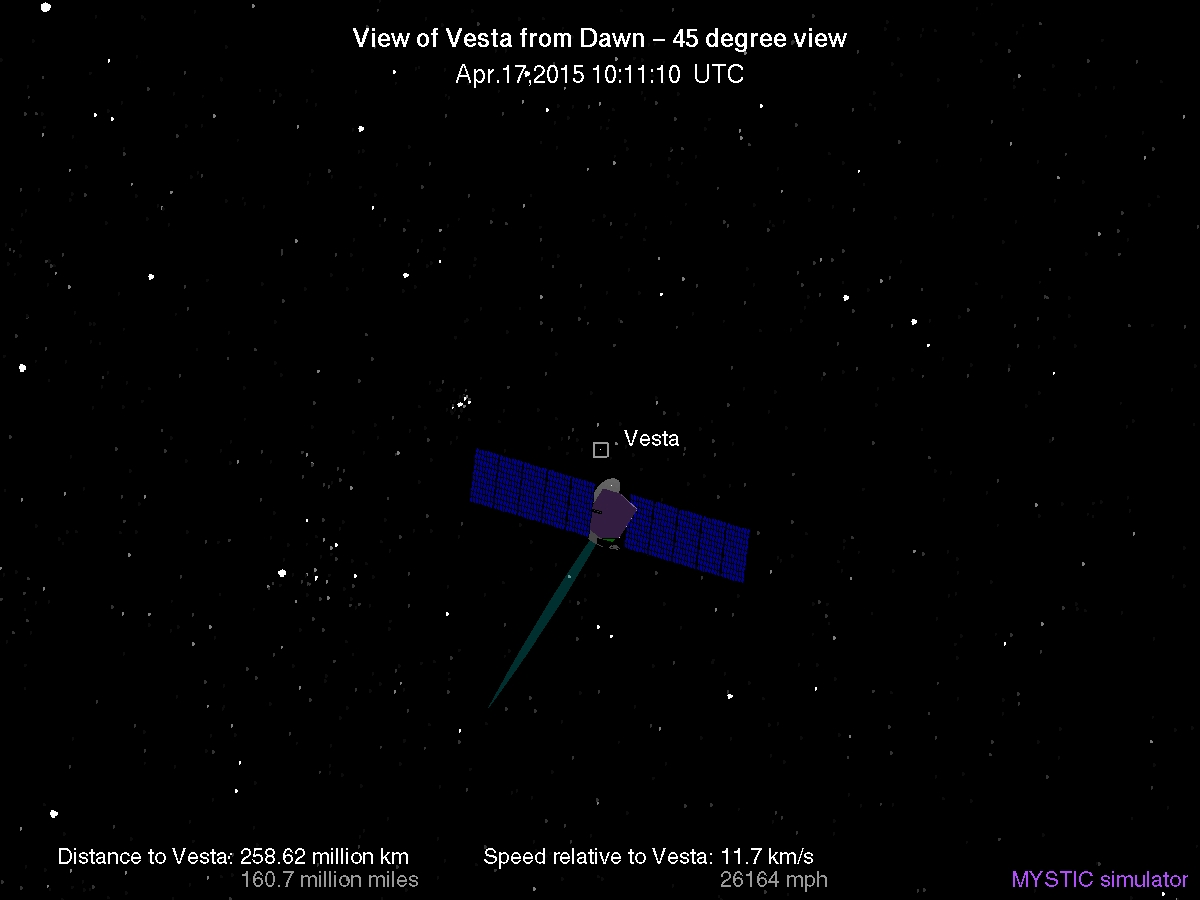 View of Vesta from Dawn – 45 degree view
Apr.17,2015 10:11:10 UTC
Vesta
Distance to Vesta: 258.62 million km
160.7 million miles
Speed relative to Vesta: 11.7 km/s
26164 mph
MYSTIC simulator